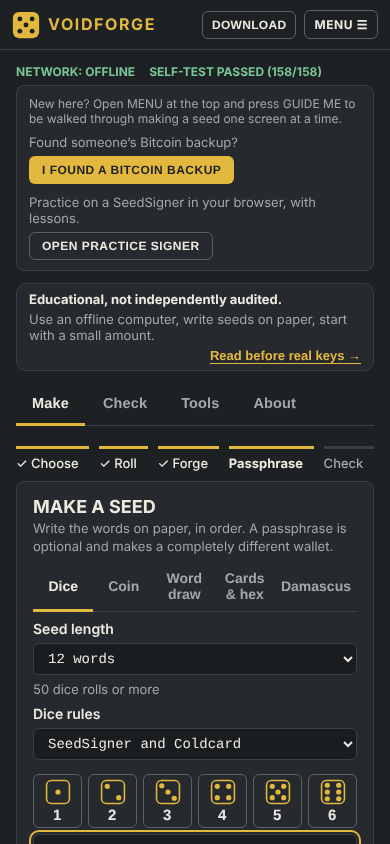 VOIDFORGE
DOWNLOAD
MENU ☰
NETWORK: OFFLINE SELF-TEST PASSED (158/158)
New here? Open MENU at the top and press GUIDE ME to
be walked through making a seed one screen at a time.
Found someone's Bitcoin backup?
I FOUND A BITCOIN BACKUP
Practice on a SeedSigner in your browser, with
lessons.
OPEN PRACTICE SIGNER
Educational, not independently audited.
Use an offline computer, write seeds on paper, start
with a small amount.
Read before real keys →
Make Check Tools About
✓ Choose ✓ Roll ✓ Forge Passphrase Check
MAKE A SEED
Write the words on paper, in order. A passphrase is
optional and makes a completely different wallet.
Dice Coin Word draw Cards & hex Damascus
Seed length
12 words
50 dice rolls or more
Dice rules
SeedSigner and Coldcard
1 2 3 4 5 6